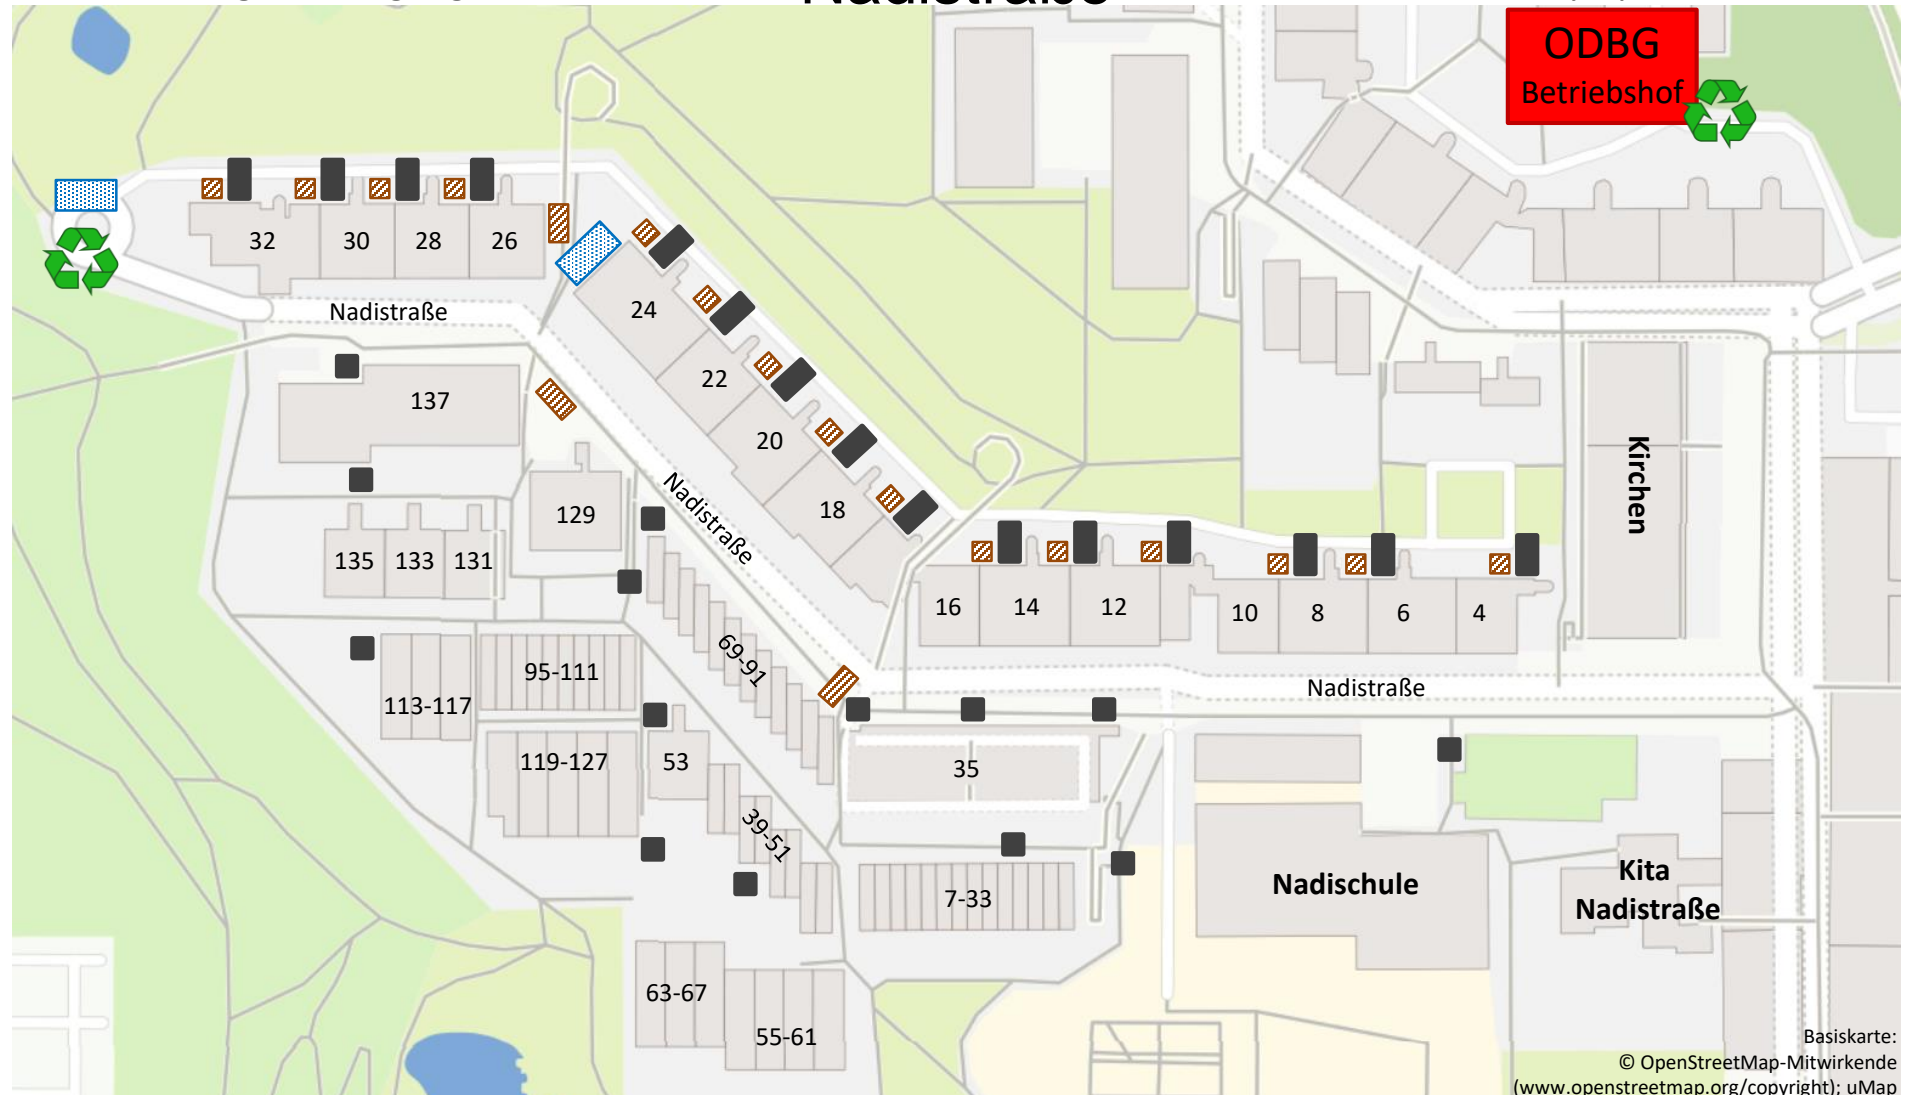 Nadistraße
ODBG
Betriebshof
32
30
28
26
24
Nadistraße
22
137
20
Nadistraße
18
129
Kirchen
135
133
131
16
14
12
10
8
6
4
69-91
95-111
113-117
Nadistraße
119-127
53
35
39-51
7-33
Nadischule
Kita
Nadistraße
63-67
55-61
Basiskarte:
© OpenStreetMap-Mitwirkende
(www.openstreetmap.org/copyright); uMap